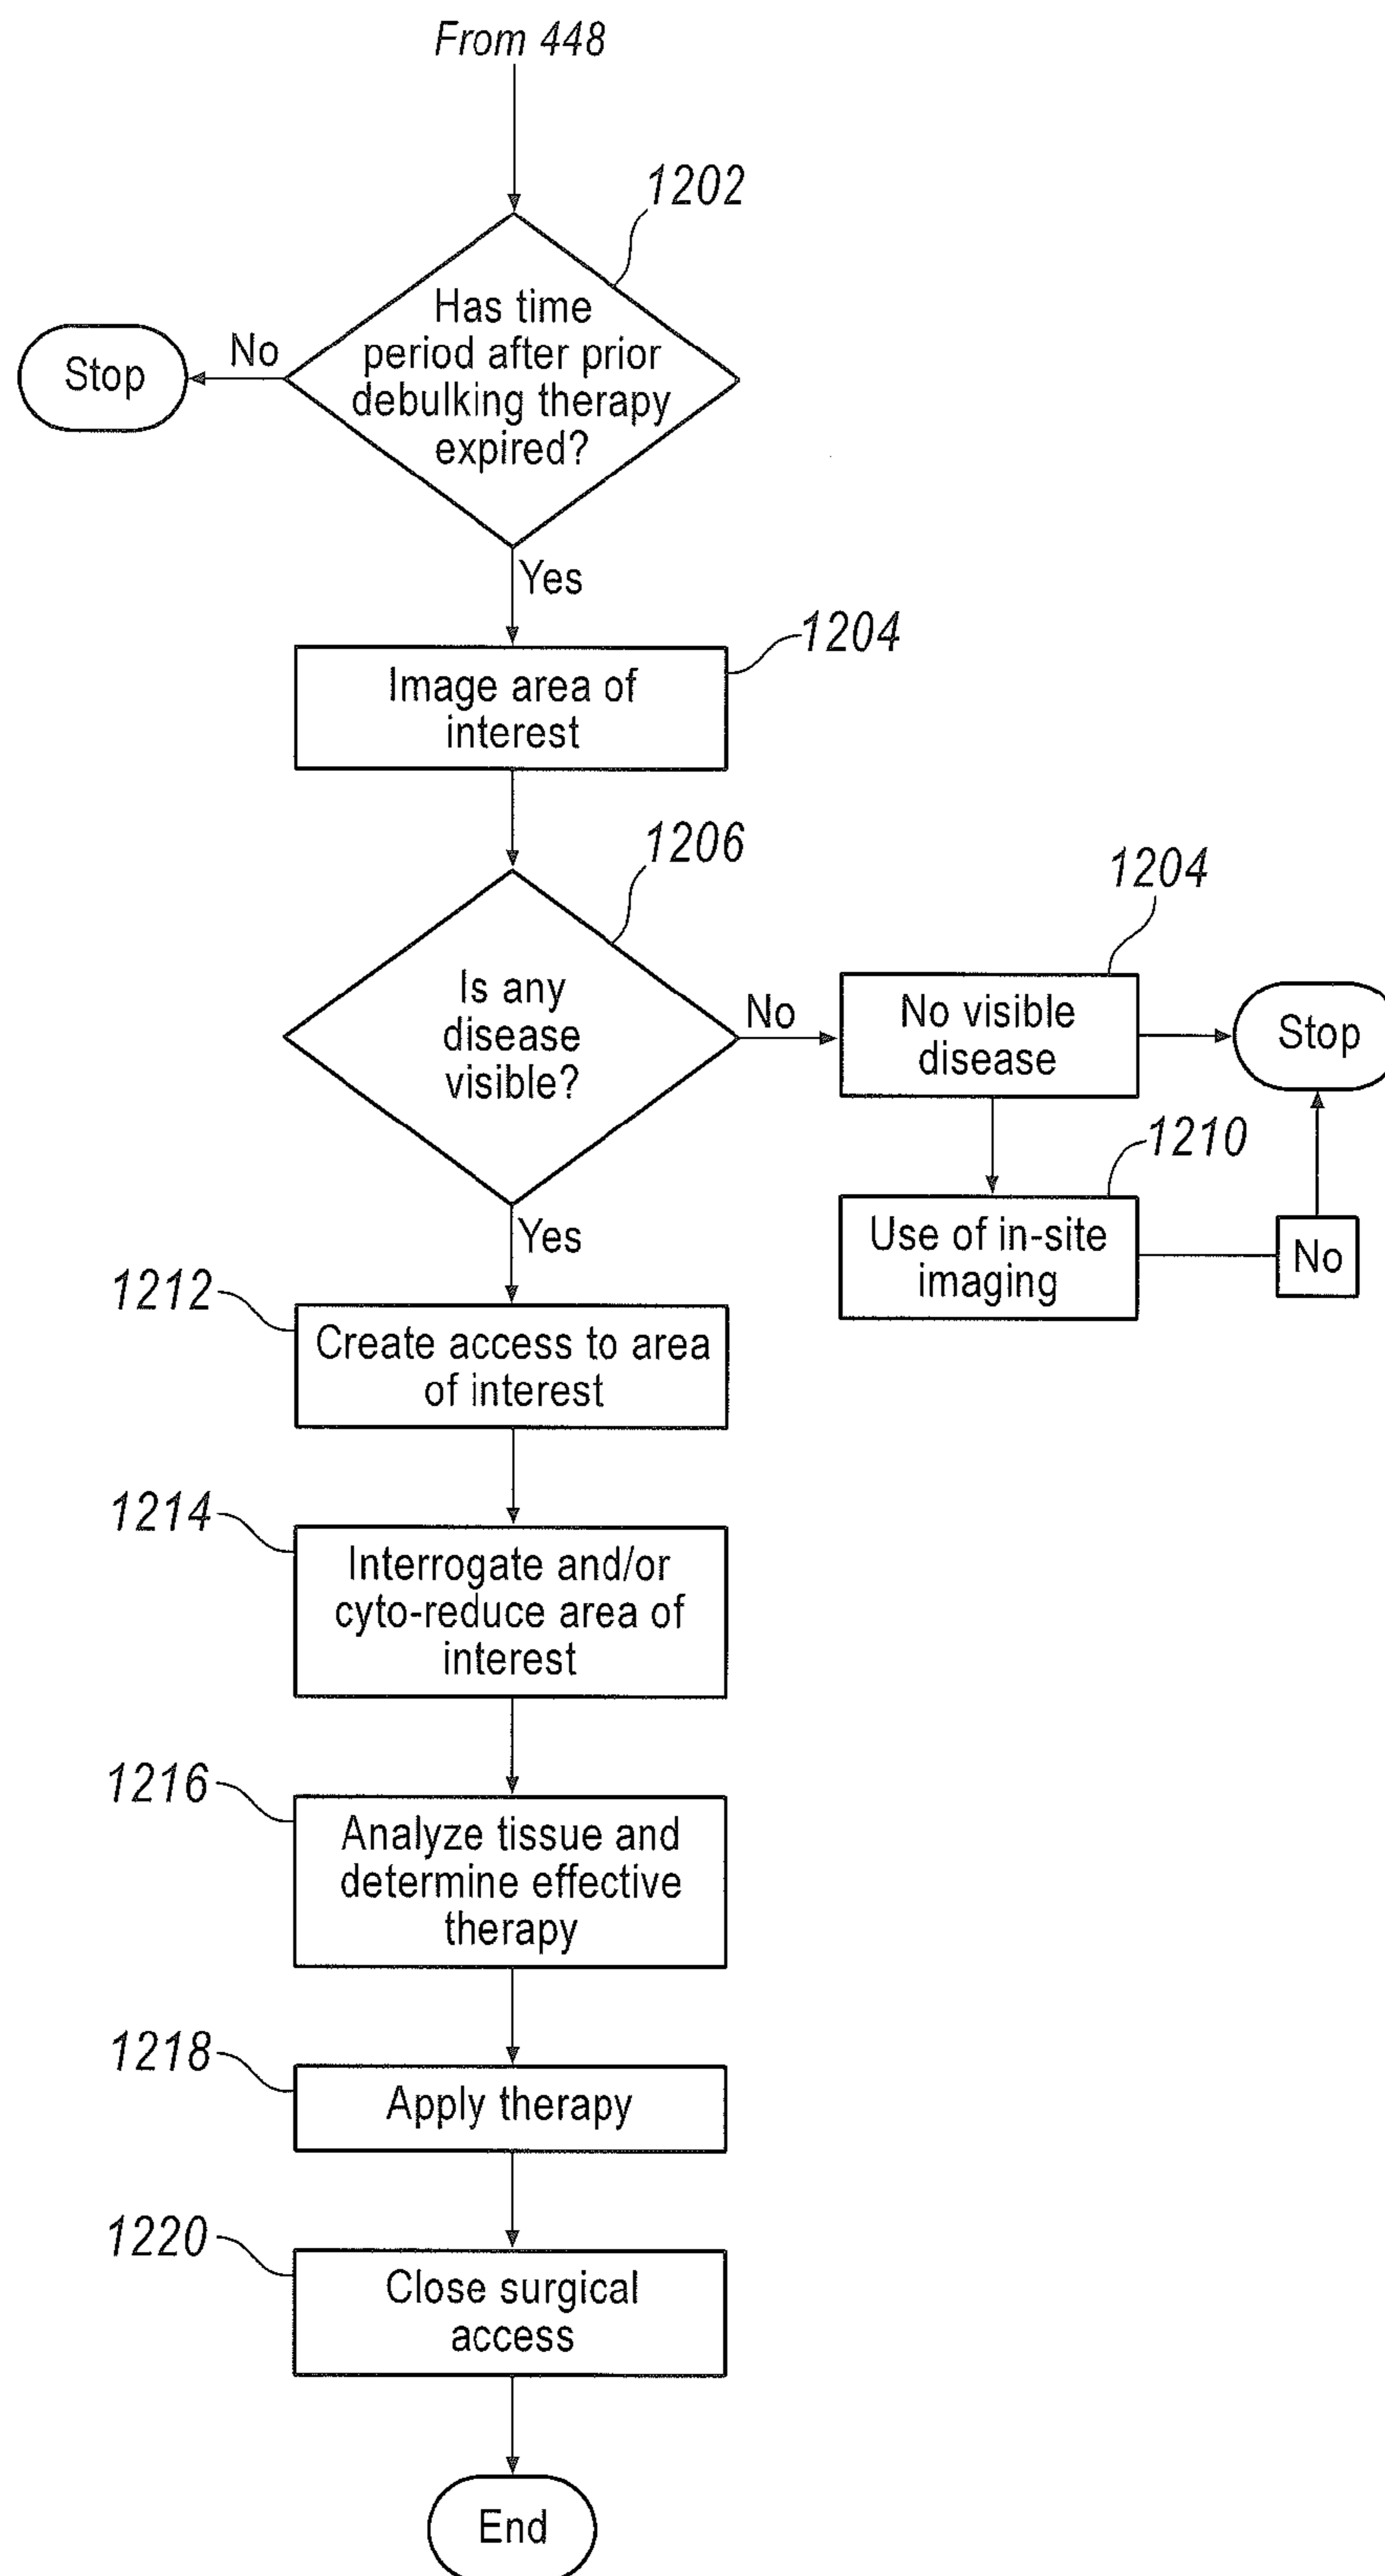 From 448
1202
Has time
period after prior
debulking therapy
expired?
No
Stop
Yes
1204
Image area of
interest
1206
Is any
disease
visible?
No
1204
No visible
disease
Stop
1210
Use of in-site
imaging
No
Yes
1212
Create access to area
of interest
1214
Interrogate and/or
cyto-reduce area of
interest
1216
Analyze tissue and
determine effective
therapy
1218
Apply therapy
1220
Close surgical
access
End